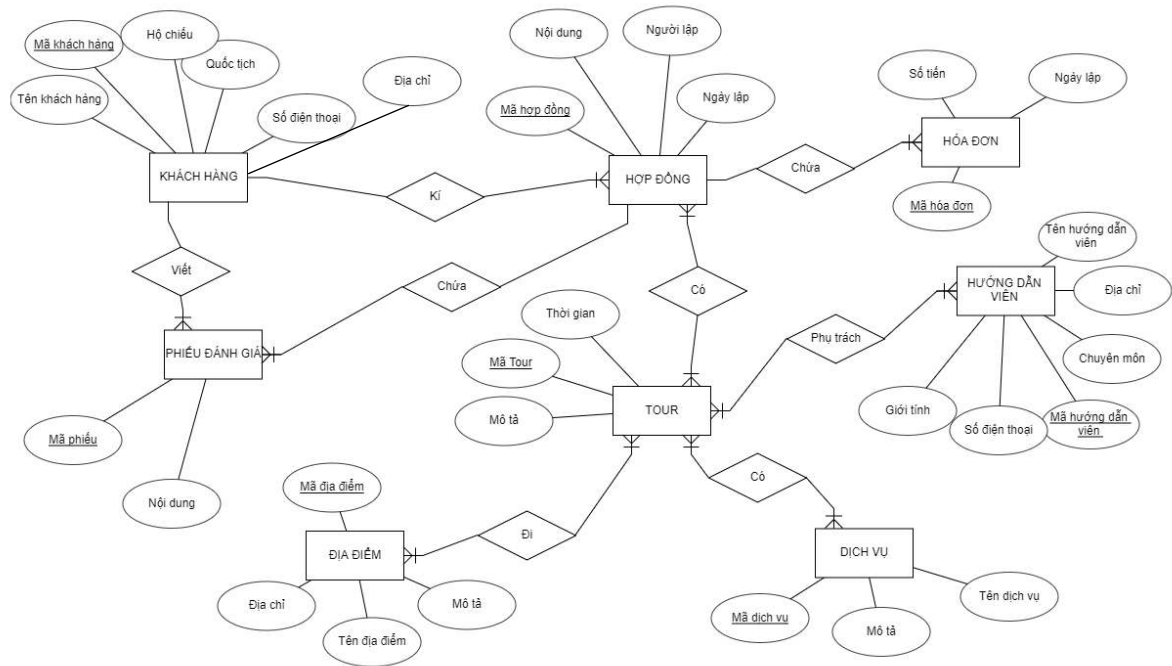 Nội dung
Người lập
Hộ chiếu
Mã khách hàng
Quốc tịch
Địa chỉ
Số tiền
Ngày lập
Tên khách hàng
Số điện thoại
Mã hợp đồng
Ngày lập
KHÁCH HÀNG
Kí
HỢP ĐỒNG
Chứa
HÓA ĐƠN
Mã hóa đơn
Tên hướng dẫn
viên
Viết
Chứa
Có
HƯỚNG DẪN
VIÊN
Địa chỉ
Thời gian
Phụ trách
PHIẾU ĐÁNH GIÁ
Mã Tour
Chuyên môn
TOUR
Mô tả
Giới tính
Số điện thoại
Mã hướng dẫn
viên
Mã phiếu
Có
Mã địa điểm
Nội dung
Đi
ĐỊA ĐIỂM
DỊCH VỤ
Địa chỉ
Mô tả
Tên địa điểm
Mã dịch vụ
Mô tả
Tên dịch vụ